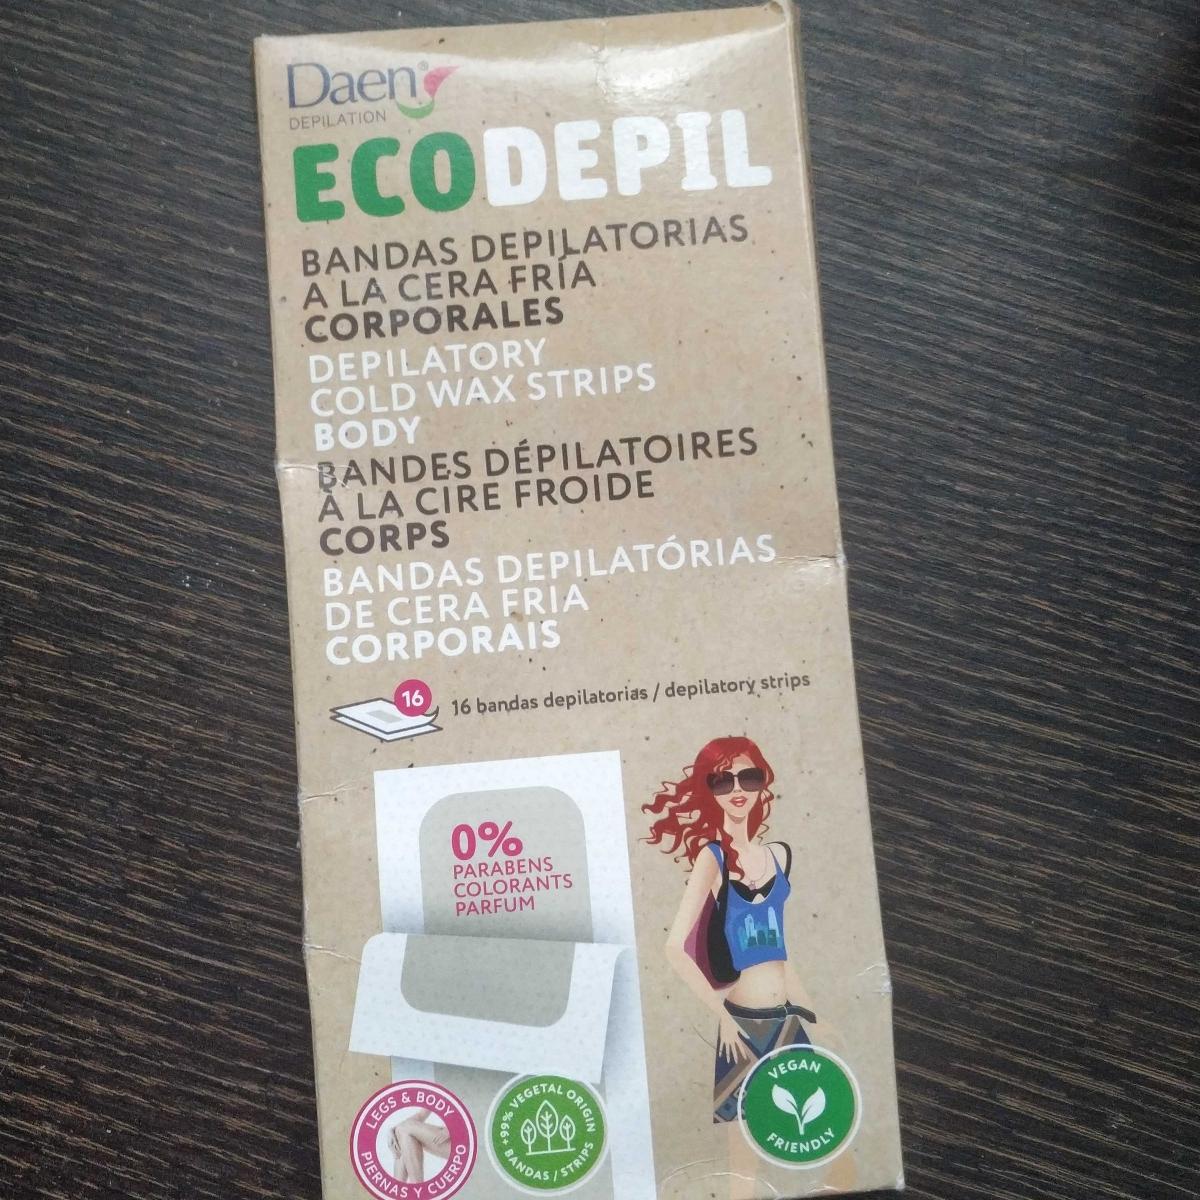 Daen®
DEPILATION
ECODEPIL
BANDAS DEPILATORIAS
A LA CERA FRÍA
CORPORALES
DEPILATORY
COLD WAX STRIPS
BODY
BANDES DÉPILATOIRES
À LA CIRE FROIDE
CORPS
BANDAS DEPILATÓRIAS
DE CERA FRIA
CORPORAIS
16
16 bandas depilatorias / depilatory strips
0%
PARABENS
COLORANTS
PARFUM
LEGS & BODY
PIERNAS Y CUERPO
+99% VEGETAL ORIGIN
BANDAS / STRIPS
VEGAN
FRIENDLY